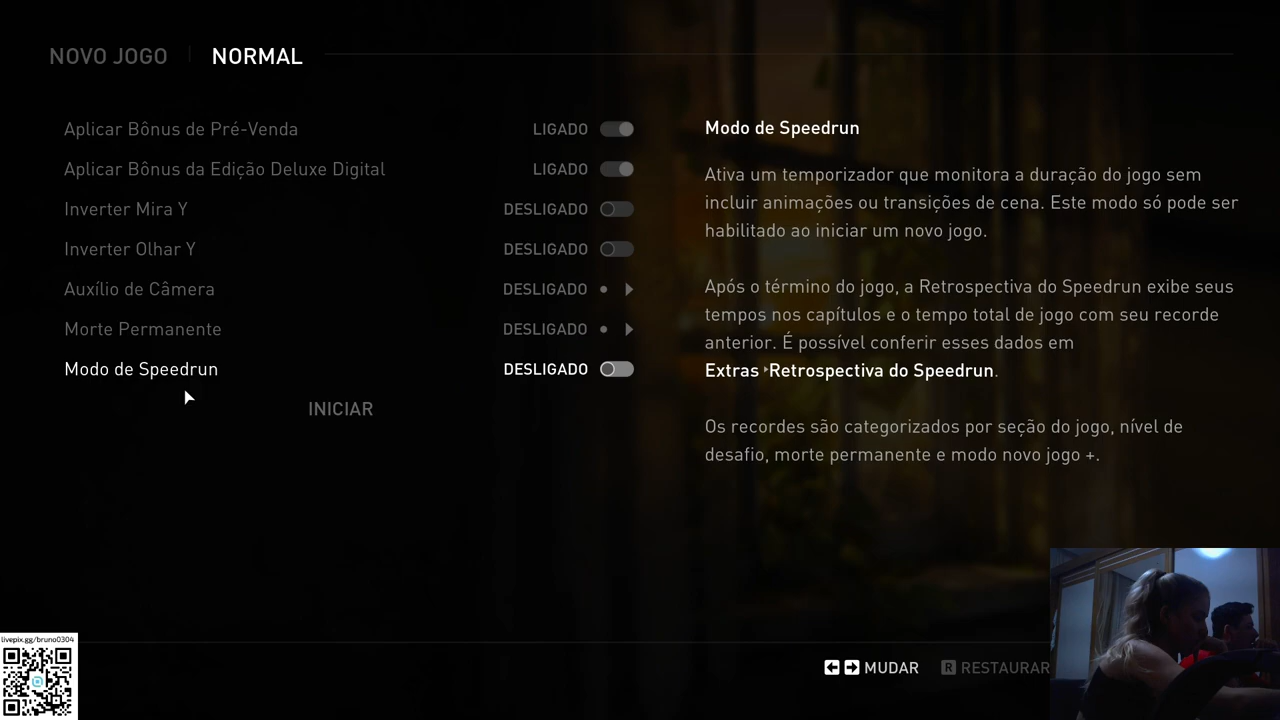 NOVO JOGO | NORMAL
Aplicar Bônus de Pré-Venda LIGADO
Aplicar Bônus da Edição Deluxe Digital LIGADO
Inverter Mira Y DESLIGADO
Inverter Olhar Y DESLIGADO
Auxílio de Câmera DESLIGADO
Morte Permanente DESLIGADO
Modo de Speedrun DESLIGADO
INICIAR
Modo de Speedrun
Ativa um temporizador que monitora a duração do jogo sem
incluir animações ou transições de cena. Este modo só pode ser
habilitado ao iniciar um novo jogo.
Após o término do jogo, a Retrospectiva do Speedrun exibe seus
tempos nos capítulos e o tempo total de jogo com seu recorde
anterior. É possível conferir esses dados em
Extras ▸ Retrospectiva do Speedrun.
Os recordes são categorizados por seção do jogo, nível de
desafio, morte permanente e modo novo jogo +.
livepix.gg/bruno0304
MUDAR R RESTAURAR